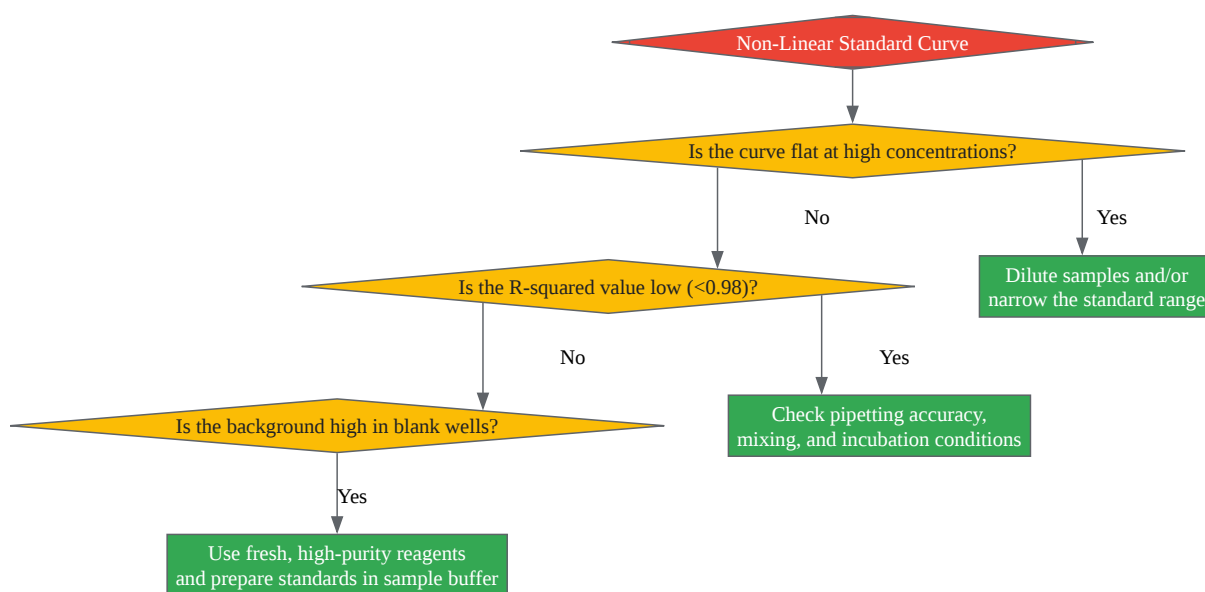 Non-Linear Standard Curve
Is the curve flat at high concentrations?
No
Yes
Dilute samples and/or
narrow the standard range
Is the R-squared value low (<0.98)?
No
Yes
Check pipetting accuracy,
mixing, and incubation conditions
Is the background high in blank wells?
Yes
Use fresh, high-purity reagents
and prepare standards in sample buffer